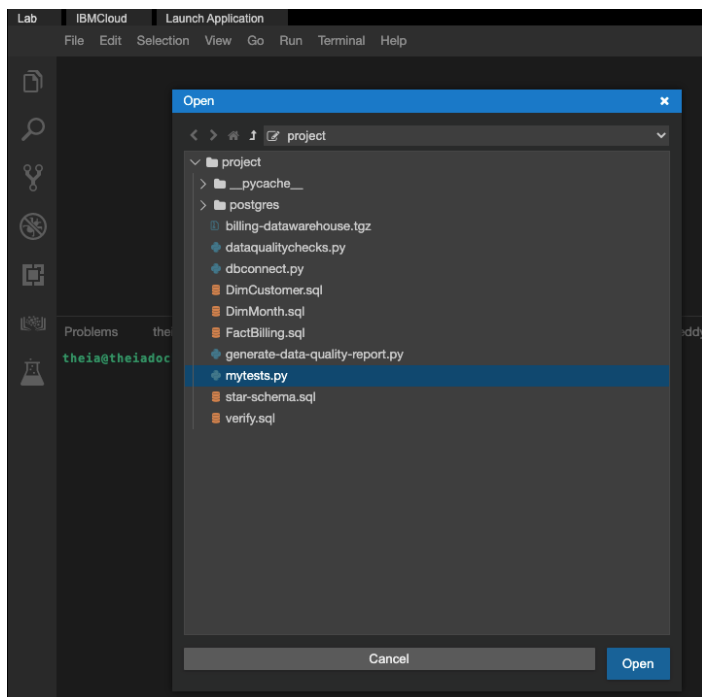 Lab IBMCloud Launch Application
File Edit Selection View Go Run Terminal Help
Open
project
project
__pycache__
postgres
billing-datawarehouse.tgz
dataqualitychecks.py
dbconnect.py
DimCustomer.sql
DimMonth.sql
FactBilling.sql
Problems
generate-data-quality-report.py
theia@theiadoc
mytests.py
star-schema.sql
verify.sql
Cancel
Open